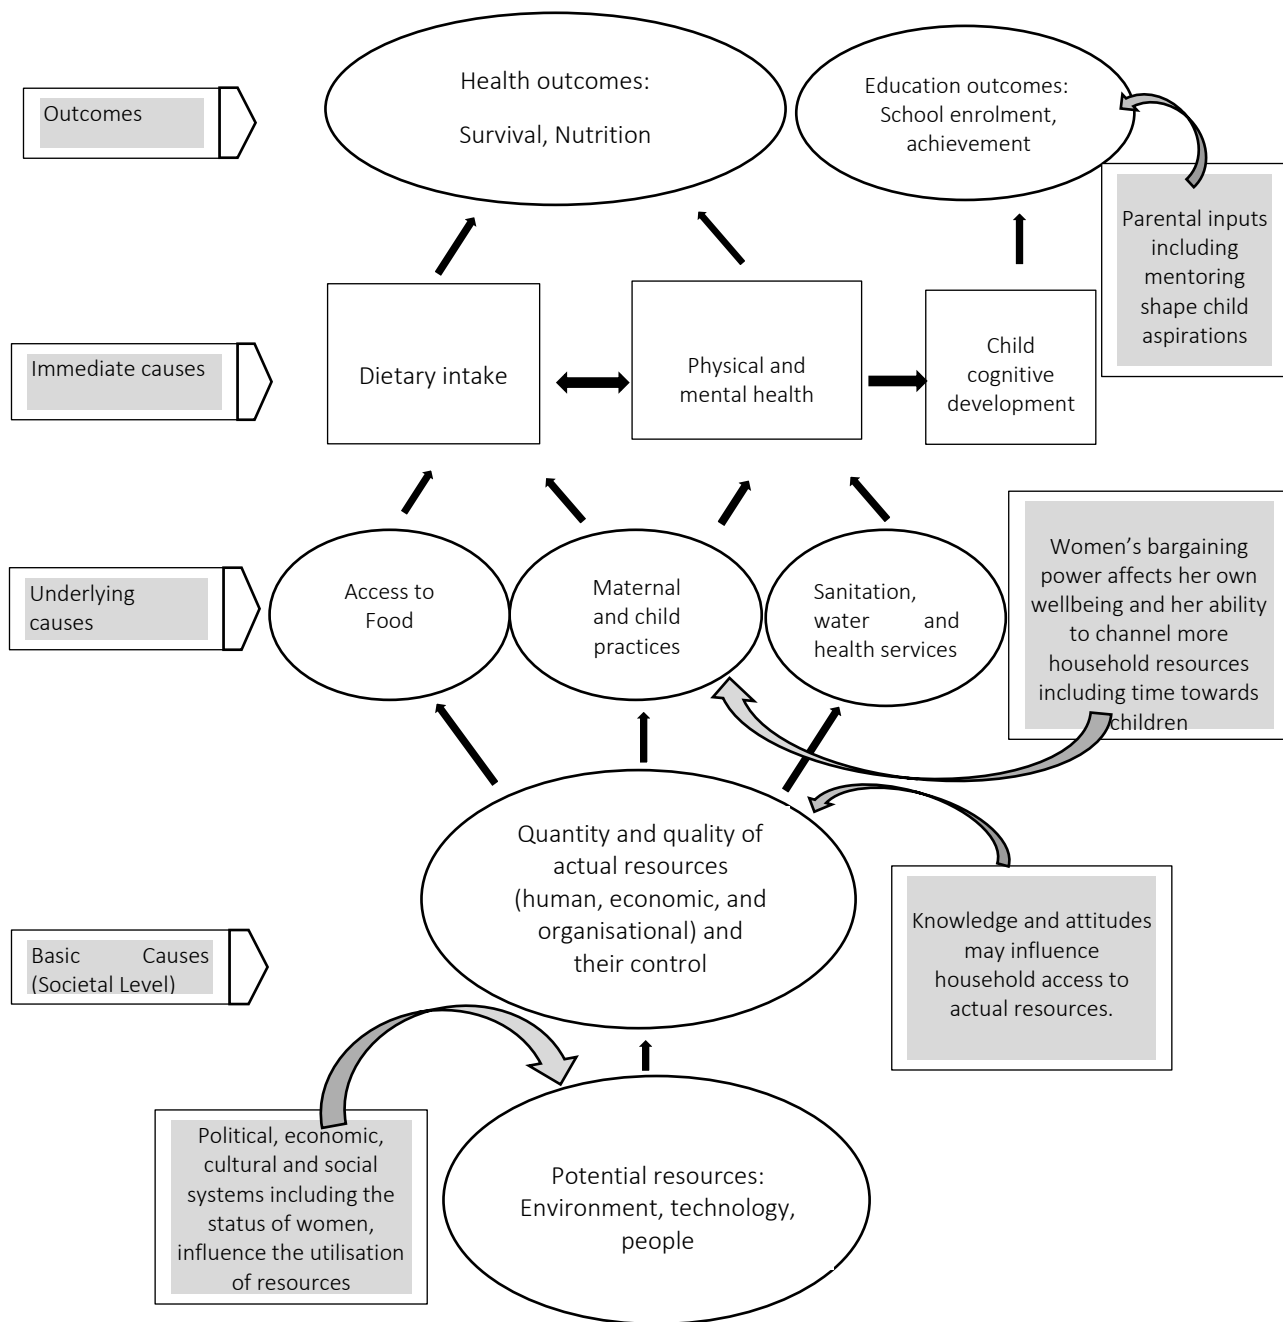 Health outcomes:
Survival, Nutrition
Education outcomes:
School enrolment,
achievement
Outcomes
Parental inputs
including
mentoring
shape child
aspirations
Immediate causes
Dietary intake
Physical and
mental health
Child
cognitive
development
Underlying
causes
Access to
Food
Maternal
and child
practices
Sanitation,
water and
health services
Women’s bargaining
power affects her own
wellbeing and her ability
to channel more
household resources
including time towards
children
Quantity and quality of
actual resources
(human, economic, and
organisational) and
their control
Knowledge and attitudes
may influence
household access to
actual resources.
Basic Causes
(Societal Level)
Political, economic,
cultural and social
systems including the
status of women,
influence the utilisation
of resources
Potential resources:
Environment, technology,
people